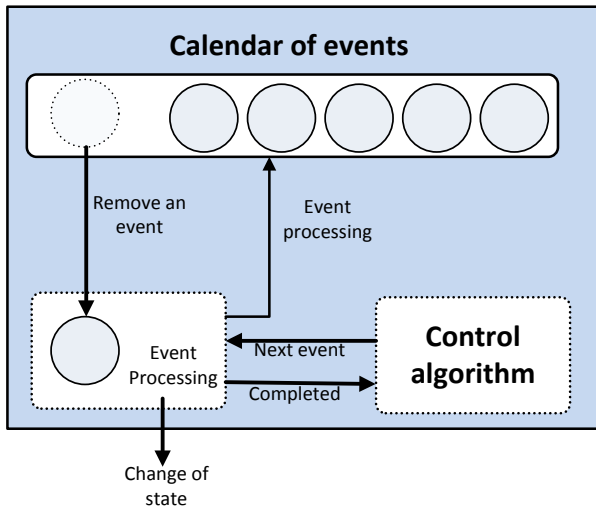 Calendar of events
Remove an
event
Event
processing
Event
Processing
Next event
Completed
Control
algorithm
Change of
state